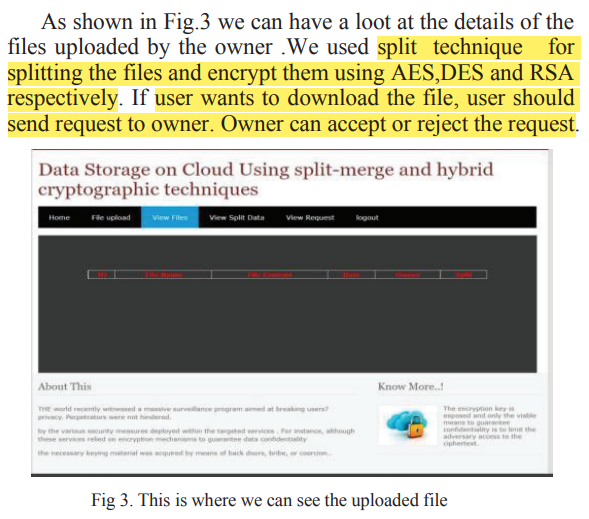 As shown in Fig.3 we can have a loot at the details of the
files uploaded by the owner .We used split technique for
splitting the files and encrypt them using AES,DES and RSA
respectively. If user wants to download the file, user should
send request to owner. Owner can accept or reject the request.
Data Storage on Cloud Using split-merge and hybrid
cryptographic techniques
Home File upload View Files View Split Data View Request logout
File Name File Content Date Owner Split
About This
THE world recently witnessed a massive surveillance program aimed at breaking users?
privacy. Perpetrators were not hindered.
by the various security measures deployed within the targeted services . For instance, although
these services relied on encryption mechanisms to guarantee data confidentiality
the necessary keying material was acquired by means of back doors, bribe, or coercion..
Know More..!
The encryption key is
exposed and only the viable
means to guarantee
confidentiality is to limit the
adversary access to the
ciphertext.
Fig 3. This is where we can see the uploaded file